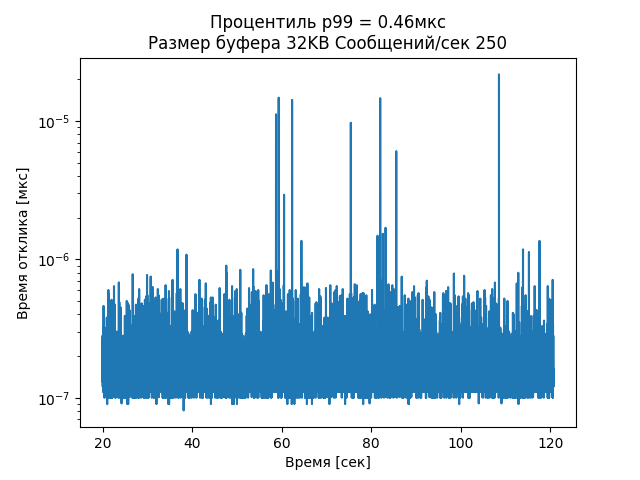 Процентиль p99 = 0.46мкс
Размер буфера 32KB Сообщений/сек 250
Время отклика [мкс]
10⁻⁵
10⁻⁶
10⁻⁷
20 40 60 80 100 120
Время [сек]